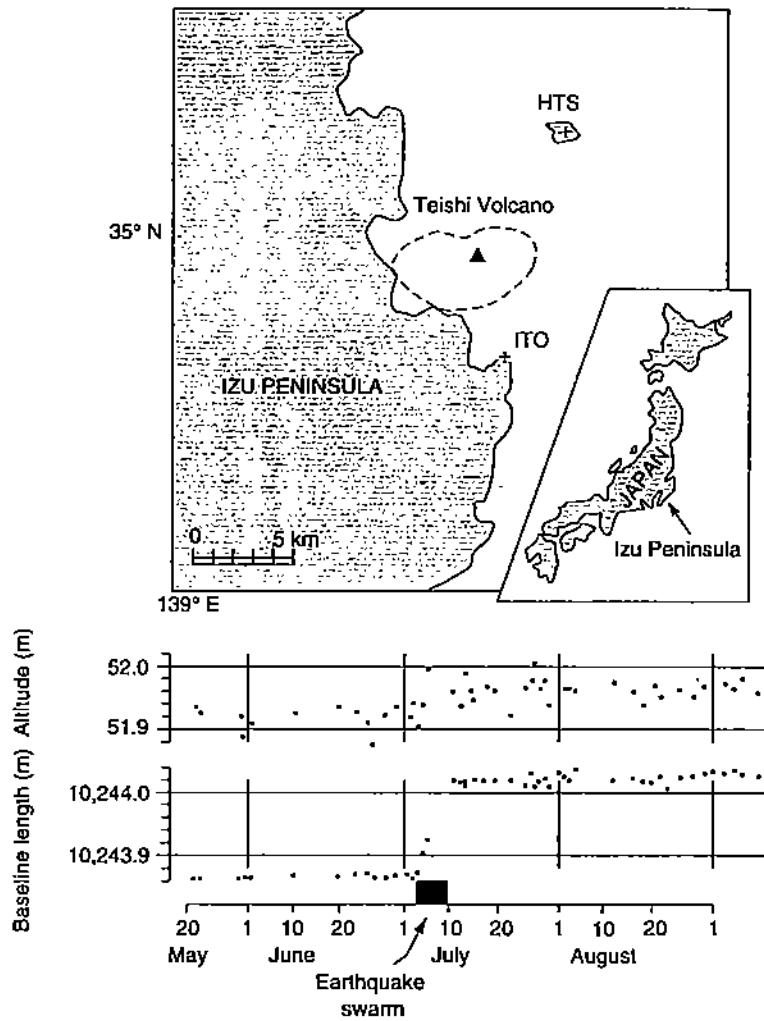 HTS
Teishi Volcano
35° N
ITO
IZU PENINSULA
JAPAN
0 5 km
Izu Peninsula
139° E
Altitude (m)
52.0
51.9
Baseline length (m)
10,244.0
10,243.9
20 1 10 20 1 10 20 1 10 20 1
May June July August
Earthquake
swarm